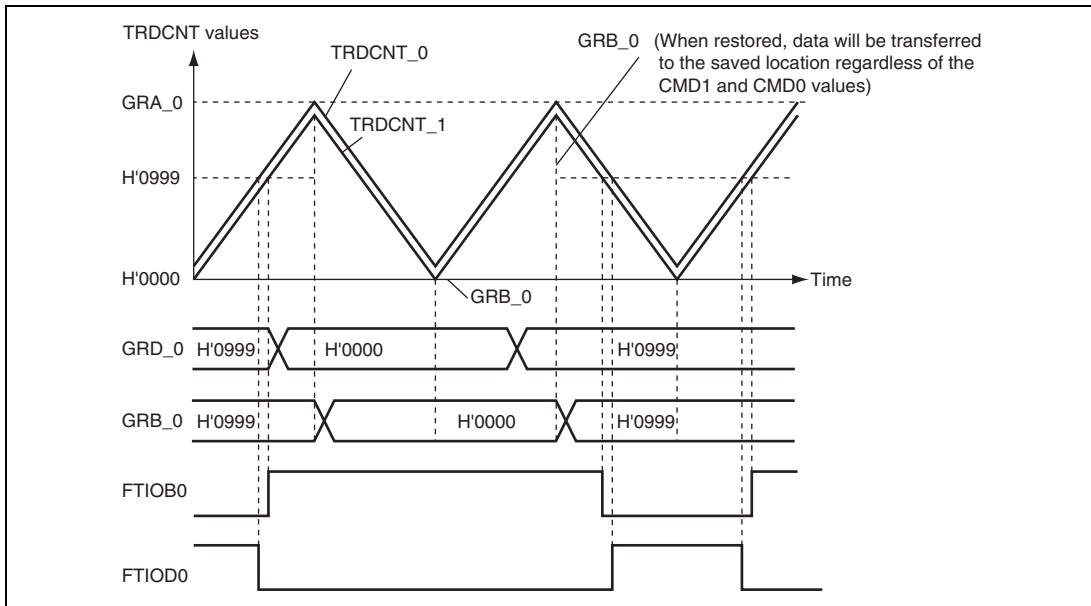 TRDCNT values
TRDCNT_0
GRB_0 (When restored, data will be transferred
to the saved location regardless of the
CMD1 and CMD0 values)
GRA_0
TRDCNT_1
H'0999
H'0000
Time
GRB_0
GRD_0 H'0999 H'0000 H'0999
GRB_0 H'0999 H'0000 H'0999
FTIOB0
FTIOD0